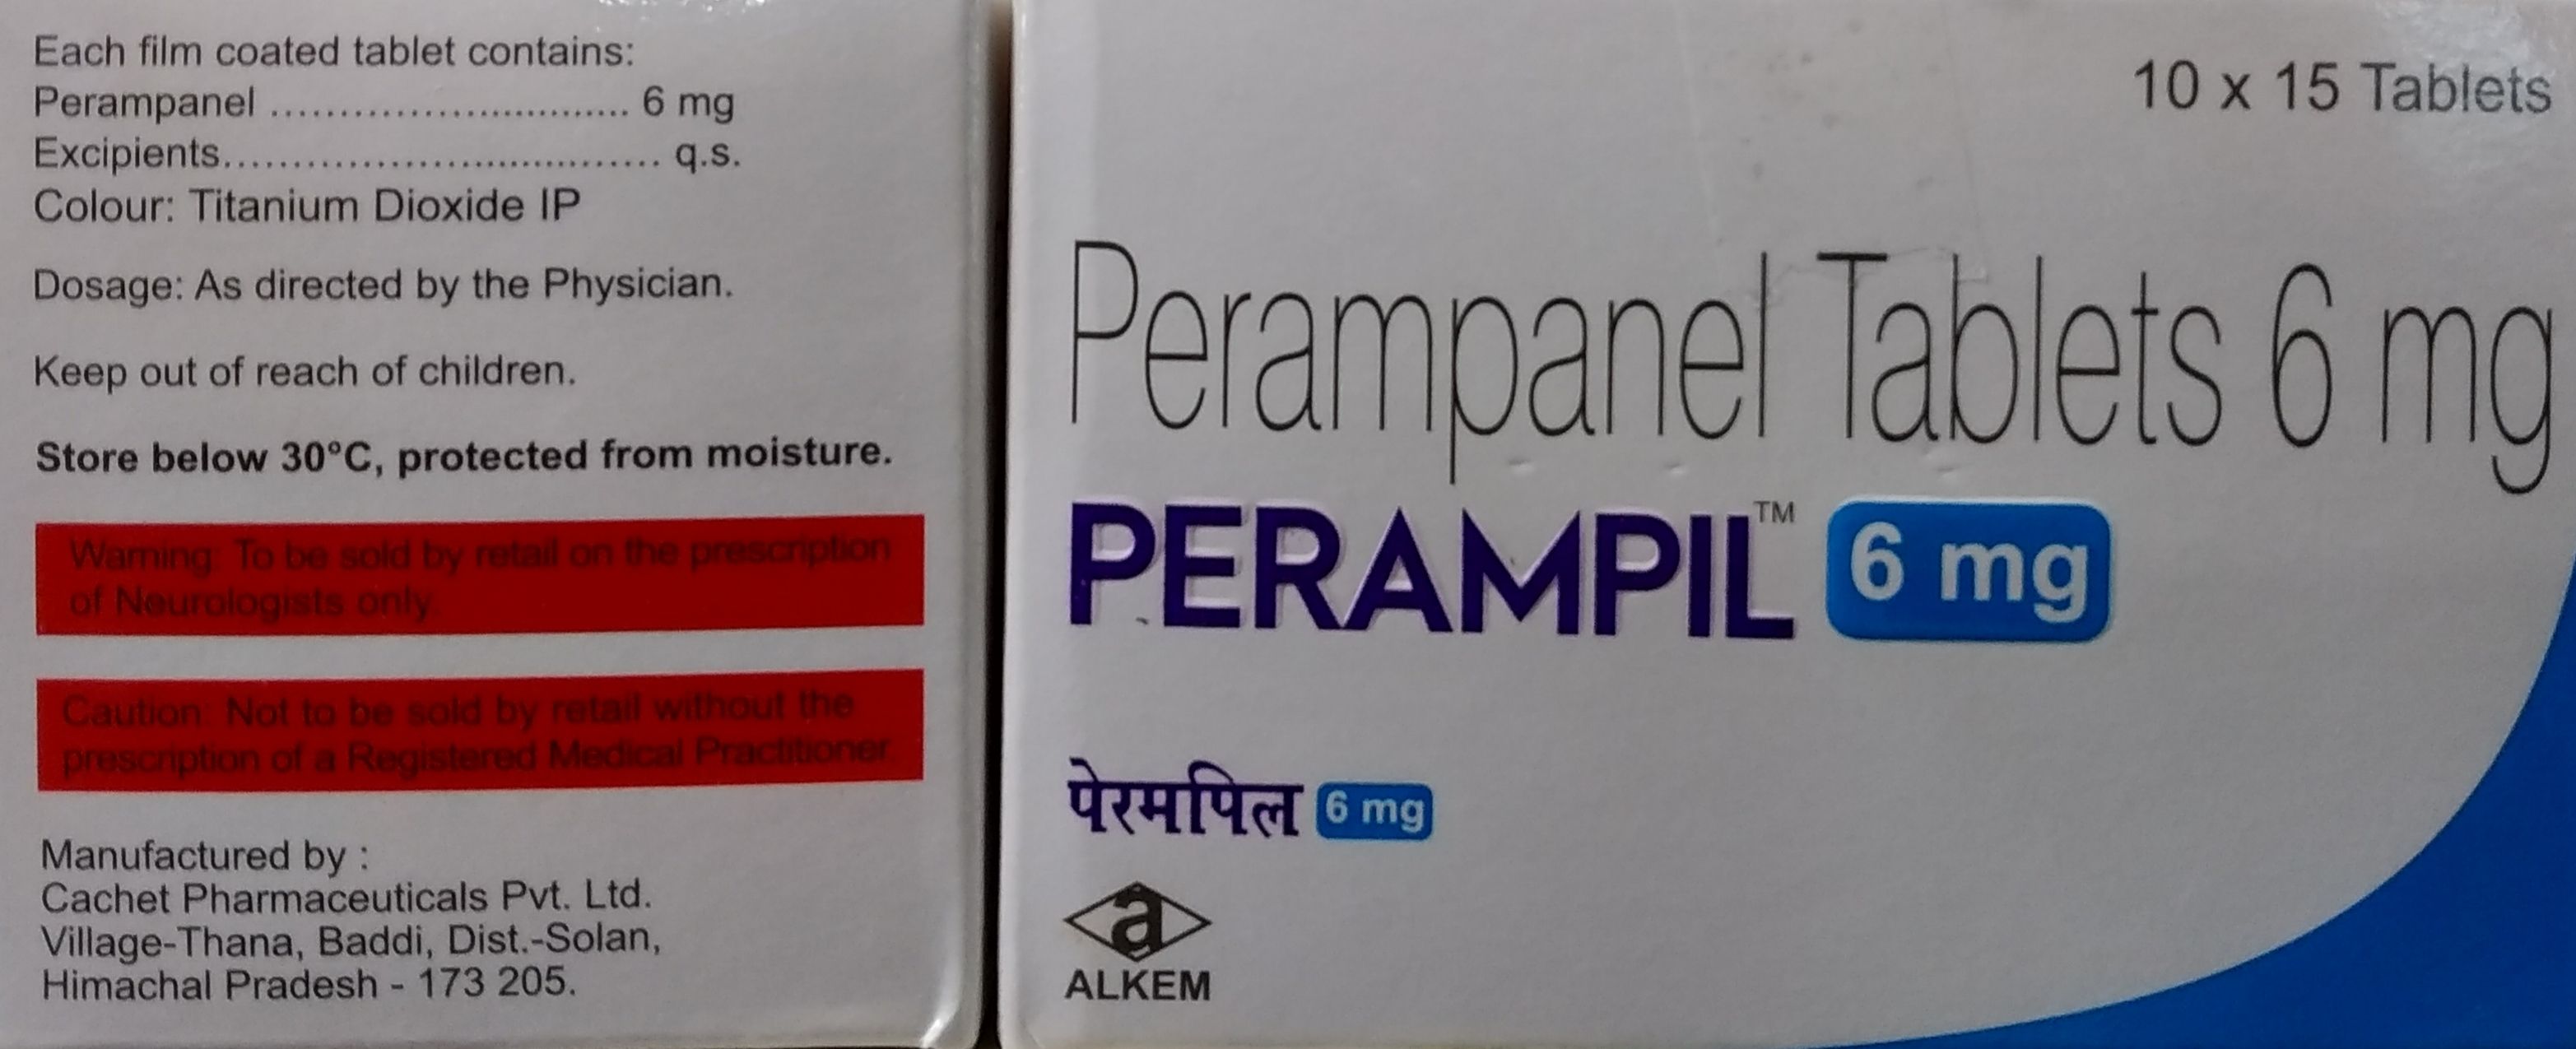 Each film coated tablet contains:
Perampanel .............................. 6 mg
Excipients.................................... q.s.
Colour: Titanium Dioxide IP
Dosage: As directed by the Physician.
Keep out of reach of children.
Store below 30°C, protected from moisture.
Warning: To be sold by retail on the prescription
of Neurologists only.
Caution: Not to be sold by retail without the
prescription of a Registered Medical Practitioner.
Manufactured by :
Cachet Pharmaceuticals Pvt. Ltd.
Village-Thana, Baddi, Dist.-Solan,
Himachal Pradesh - 173 205.
10 x 15 Tablets
Perampanel Tablets 6 mg
PERAMPIL™ 6 mg
पेरमपिल 6 mg
a
ALKEM